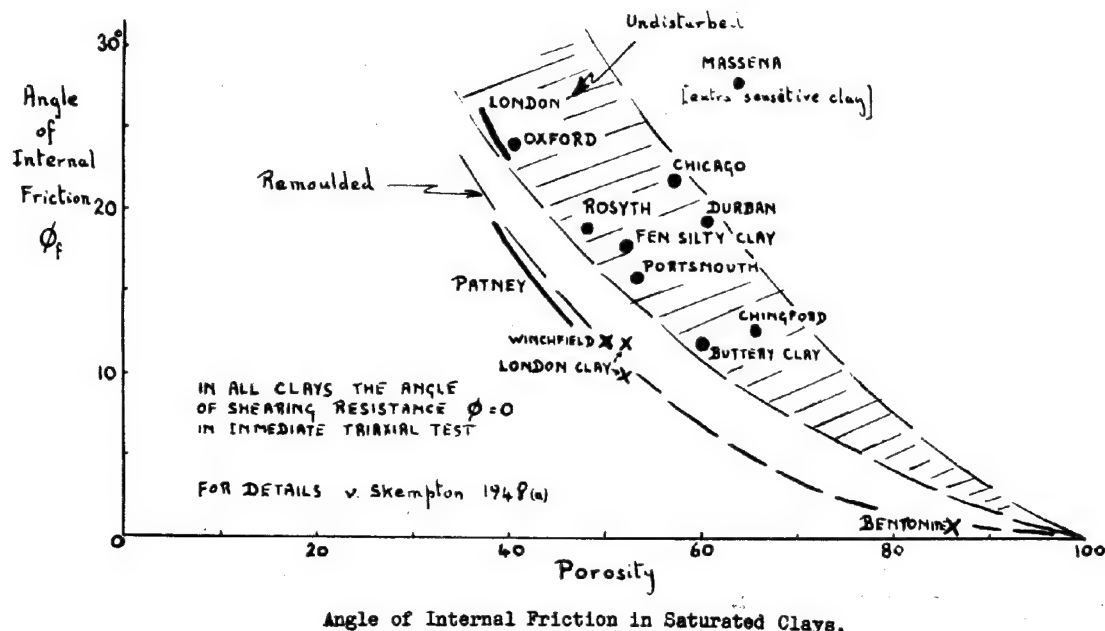 30°
20
10
0
0
20
40
60
80
100
Angle
of
Internal
Friction
ϕf
Porosity
Undisturbed
MASSENA
[extra sensitive clay]
LONDON
OXFORD
CHICAGO
Remoulded
ROSYTH
DURBAN
FEN SILTY CLAY
PORTSMOUTH
PATNEY
CHINGFORD
WINCHFIELD
BUTTERY CLAY
LONDON CLAY
IN ALL CLAYS THE ANGLE
OF SHEARING RESISTANCE ϕ=0
IN IMMEDIATE TRIAXIAL TEST
FOR DETAILS v. Skempton 1948(a)
BENTONITE
Angle of Internal Friction in Saturated Clays.